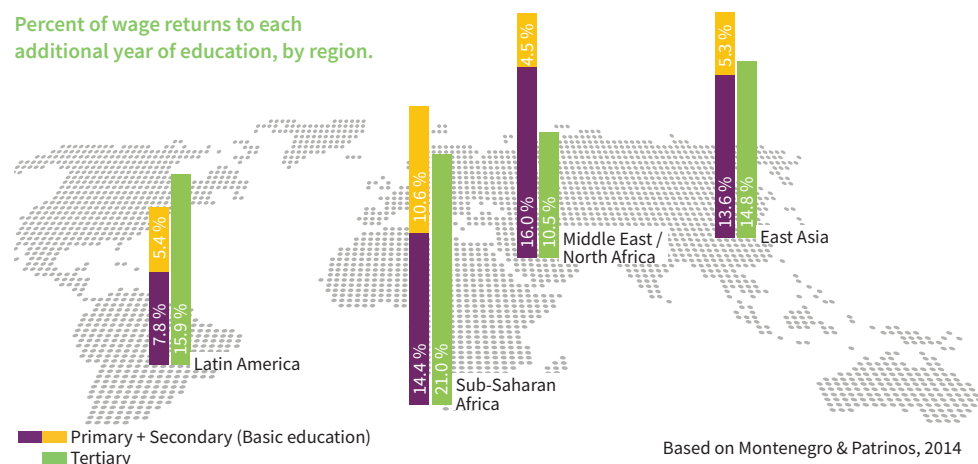 Percent of wage returns to each
additional year of education, by region.
5.4 %
7.8 %
15.9 %
Latin America
10.6 %
14.4 %
21.0 %
Sub-Saharan
Africa
4.5 %
16.0 %
10.5 %
Middle East /
North Africa
5.3 %
13.6 %
14.8 %
East Asia
Primary + Secondary (Basic education)
Tertiary
Based on Montenegro & Patrinos, 2014